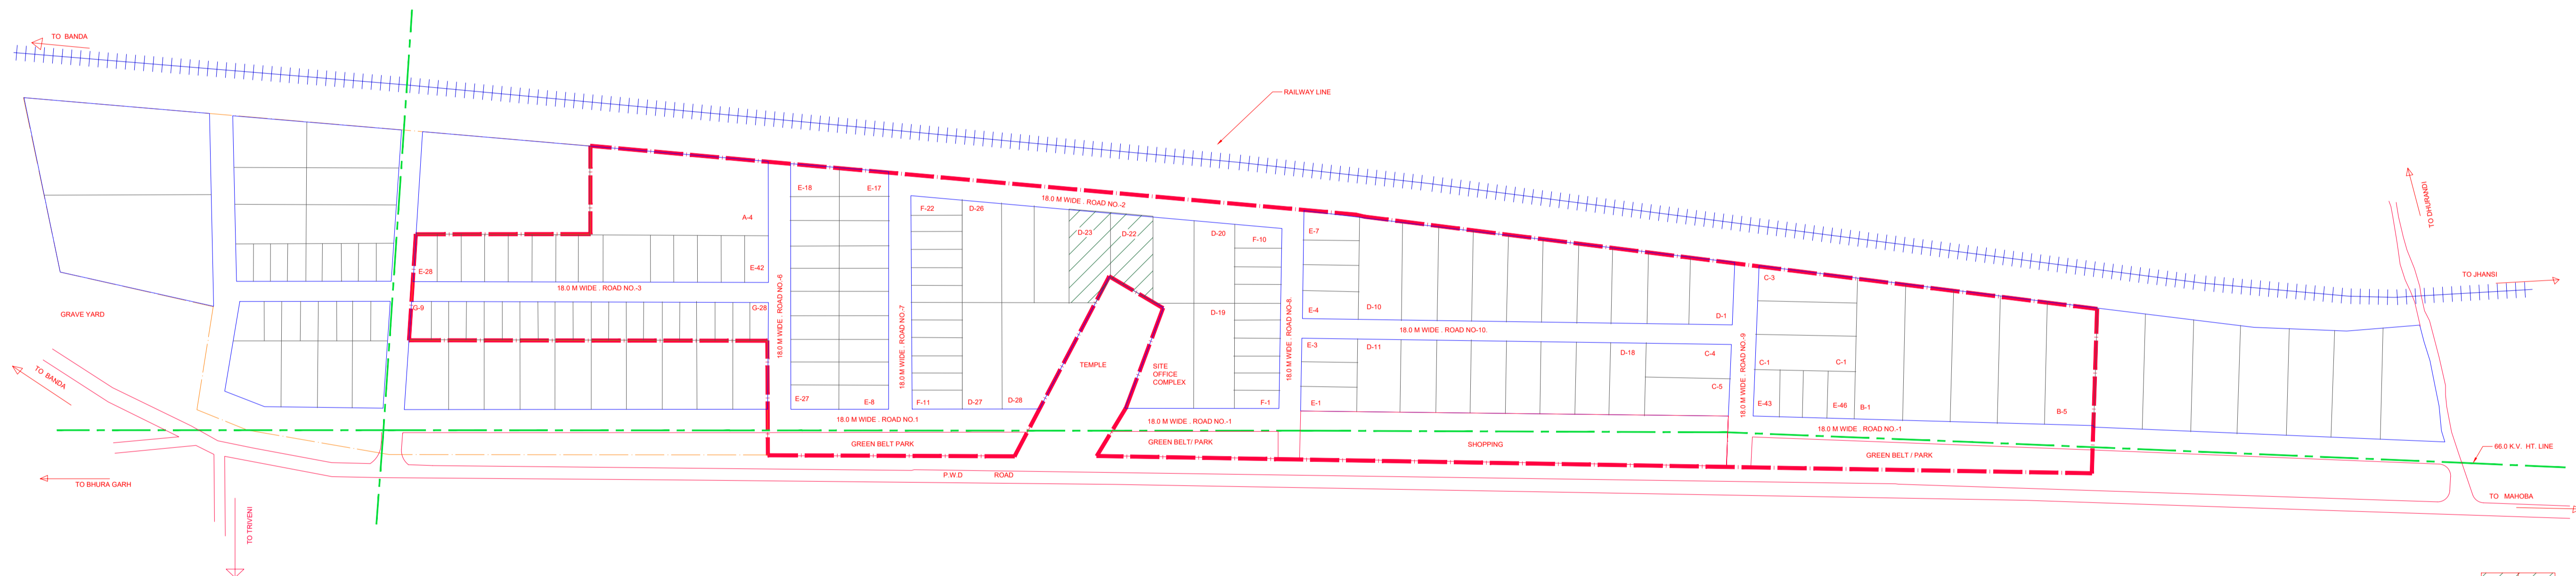 TO BANDA
RAILWAY LINE
E-18
E-17
A-4
18.0 M WIDE . ROAD NO.-2
F-22
D-26
D-23
D-22
D-20
F-10
E-7
TO DURANDI
E-28
E-42
C-3
TO JHANSI
18.0 M WIDE . ROAD NO.-3
G-9
G-28
18.0 M WIDE . ROAD NO.-6
18.0 M WIDE . ROAD NO.-7
D-19
18.0 M WIDE . ROAD NO-8.
E-4
D-10
D-1
GRAVE YARD
18.0 M WIDE . ROAD NO-10.
E-3
D-11
D-18
C-4
18.0 M WIDE . ROAD NO.-9
C-1
C-1
TEMPLE
SITE
OFFICE
COMPLEX
TO BANDA
C-5
E-27
E-8
F-11
D-27
D-28
F-1
E-1
E-43
E-46
B-1
B-5
18.0 M WIDE . ROAD NO.1
18.0 M WIDE . ROAD NO.-1
18.0 M WIDE . ROAD NO.-1
GREEN BELT PARK
GREEN BELT/ PARK
SHOPPING
GREEN BELT / PARK
66.0 K.V. HT. LINE
P.W.D ROAD
TO BHURA GARH
TO MAHOBA
TO TRIVENI